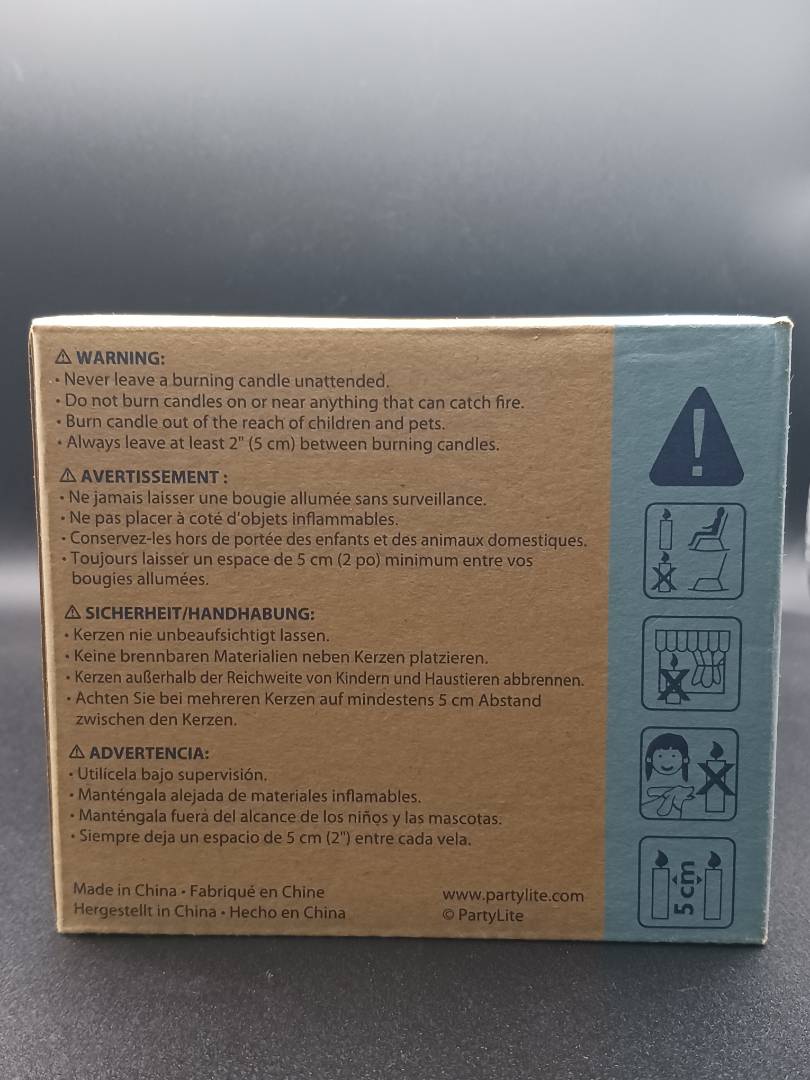 ⚠ WARNING:
• Never leave a burning candle unattended.
• Do not burn candles on or near anything that can catch fire.
• Burn candle out of the reach of children and pets.
• Always leave at least 2" (5 cm) between burning candles.
⚠ AVERTISSEMENT :
• Ne jamais laisser une bougie allumée sans surveillance.
• Ne pas placer à coté d'objets inflammables.
• Conservez-les hors de portée des enfants et des animaux domestiques.
• Toujours laisser un espace de 5 cm (2 po) minimum entre vos
bougies allumées.
⚠ SICHERHEIT/HANDHABUNG:
• Kerzen nie unbeaufsichtigt lassen.
• Keine brennbaren Materialien neben Kerzen platzieren.
• Kerzen außerhalb der Reichweite von Kindern und Haustieren abbrennen.
• Achten Sie bei mehreren Kerzen auf mindestens 5 cm Abstand
zwischen den Kerzen.
⚠ ADVERTENCIA:
• Utilícela bajo supervisión.
• Manténgala alejada de materiales inflamables.
• Manténgala fuera del alcance de los niños y las mascotas.
• Siempre deja un espacio de 5 cm (2") entre cada vela.
Made in China • Fabriqué en Chine
Hergestellt in China • Hecho en China
www.partylite.com
© PartyLite
5 cm